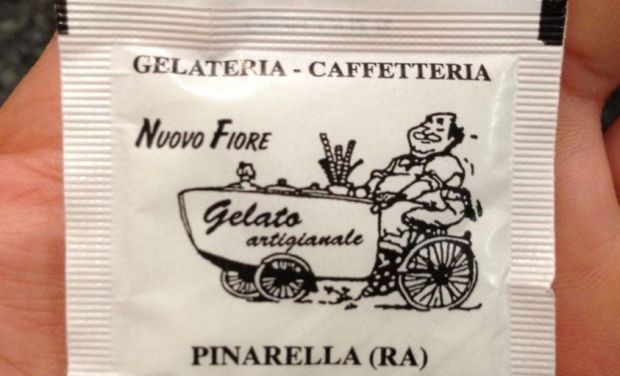 GELATERIA - CAFFETTERIA
NUOVO FIORE
Gelato
artigianale
PINARELLA (RA)